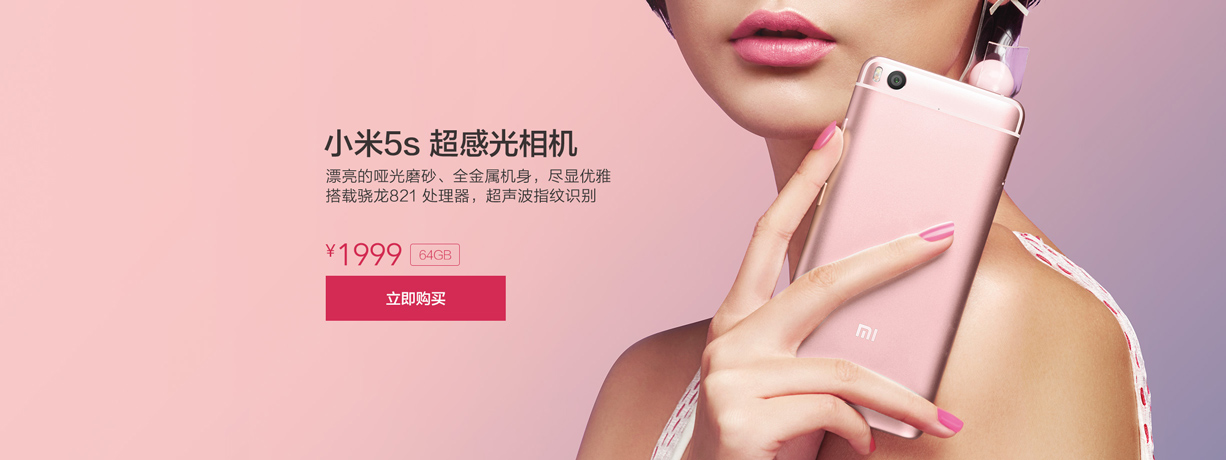 小米5s 超感光相机
漂亮的哑光磨砂、全金属机身，尽显优雅
搭载骁龙821 处理器，超声波指纹识别
¥1999 64GB
立即购买
MI